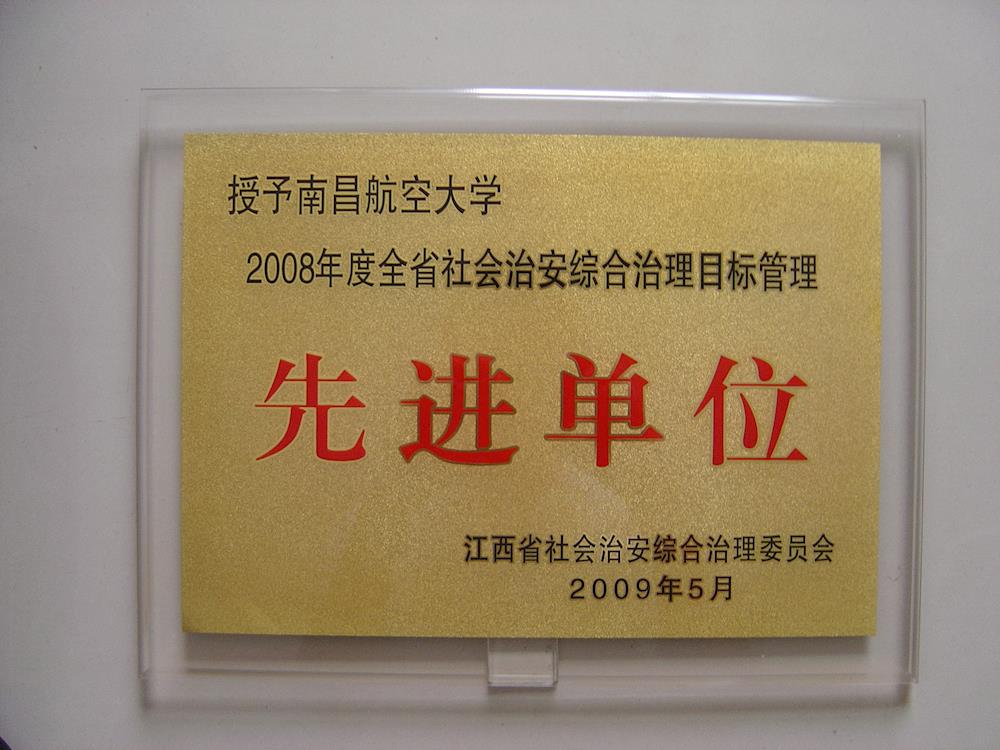 授予南昌航空大学
2008年度全省社会治安综合治理目标管理
先进单位
江西省社会治安综合治理委员会
2009年5月